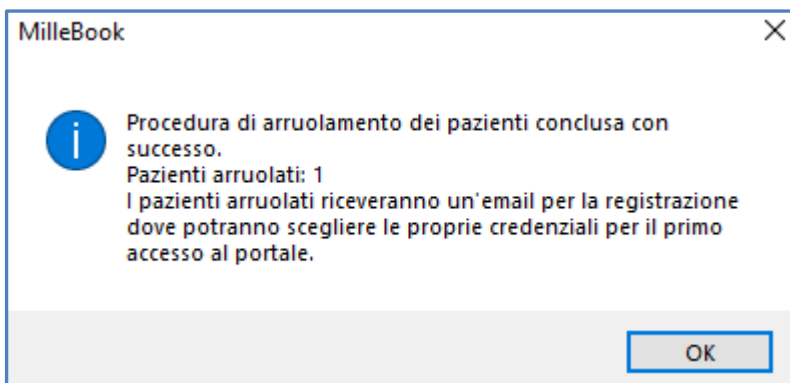 MilleBook
Procedura di arruolamento dei pazienti conclusa con
successo.
Pazienti arruolati: 1
I pazienti arruolati riceveranno un'email per la registrazione
dove potranno scegliere le proprie credenziali per il primo
accesso al portale.
OK